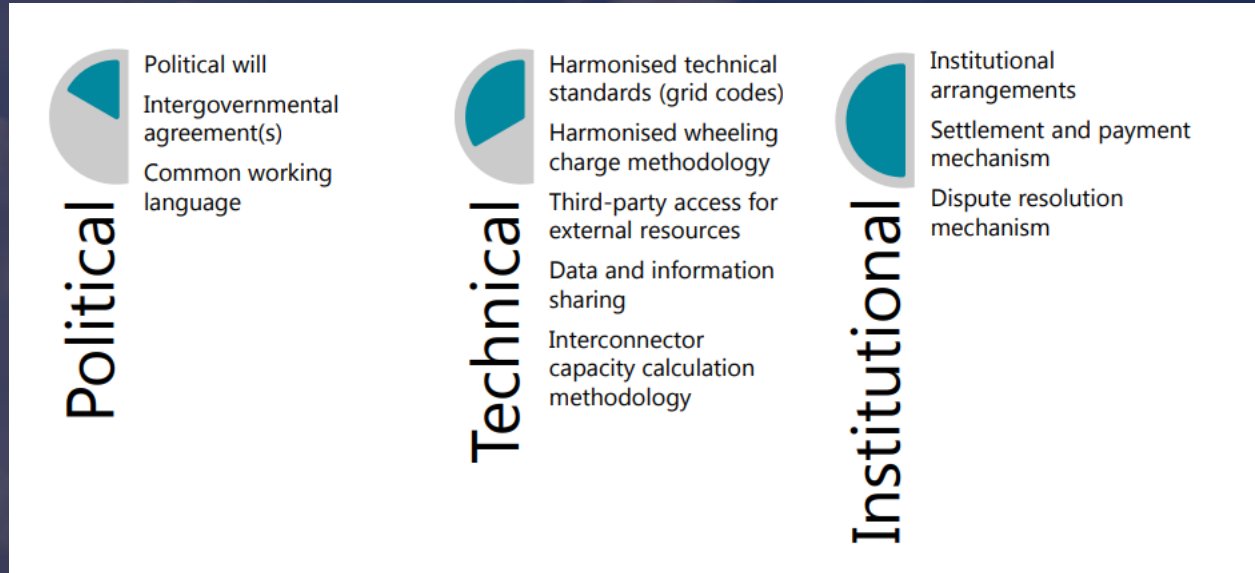 Political
Political will
Intergovernmental
agreement(s)
Common working
language
Technical
Harmonised technical
standards (grid codes)
Harmonised wheeling
charge methodology
Third-party access for
external resources
Data and information
sharing
Interconnector
capacity calculation
methodology
Institutional
Institutional
arrangements
Settlement and payment
mechanism
Dispute resolution
mechanism